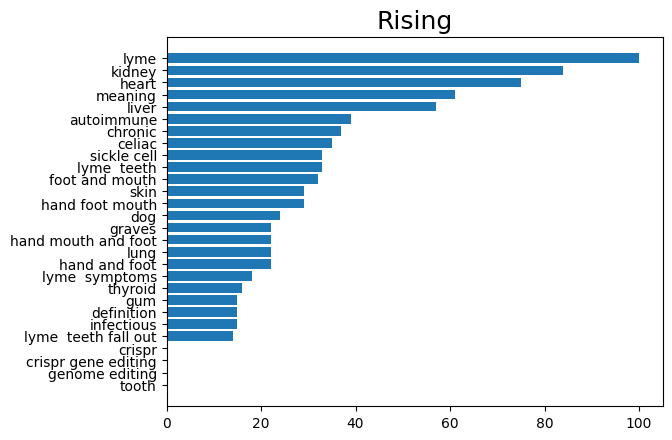 Rising
lyme
kidney
heart
meaning
liver
autoimmune
chronic
celiac
sickle cell
lyme  teeth
foot and mouth
skin
hand foot mouth
dog
graves
hand mouth and foot
lung
hand and foot
lyme  symptoms
thyroid
gum
definition
infectious
lyme  teeth fall out
crispr
crispr gene editing
genome editing
tooth
0 20 40 60 80 100